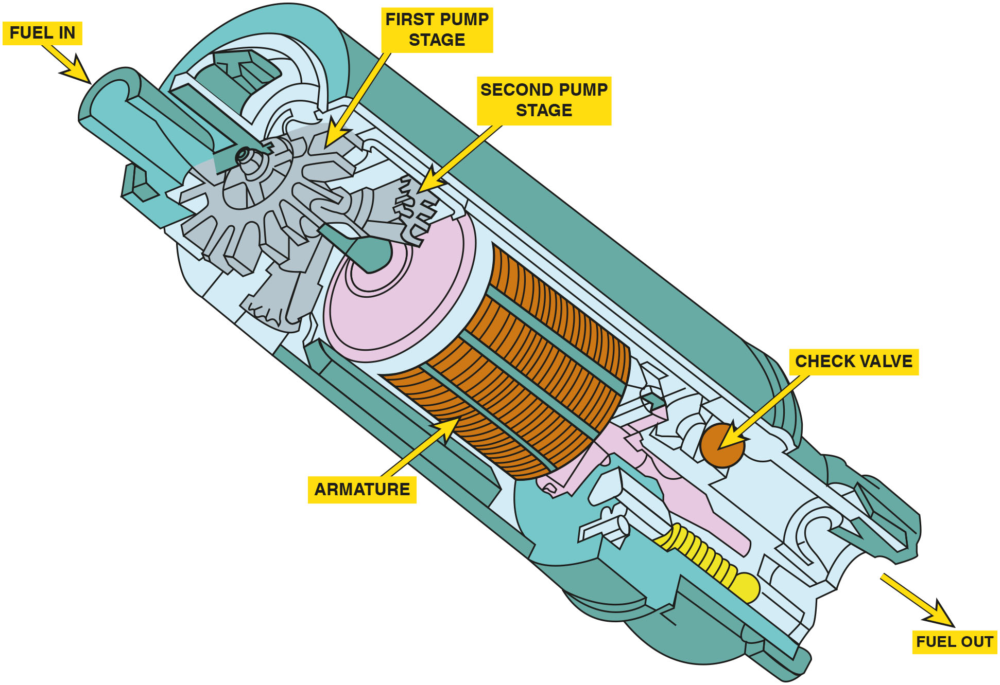 FUEL IN
FIRST PUMP
STAGE
SECOND PUMP
STAGE
CHECK VALVE
ARMATURE
FUEL OUT